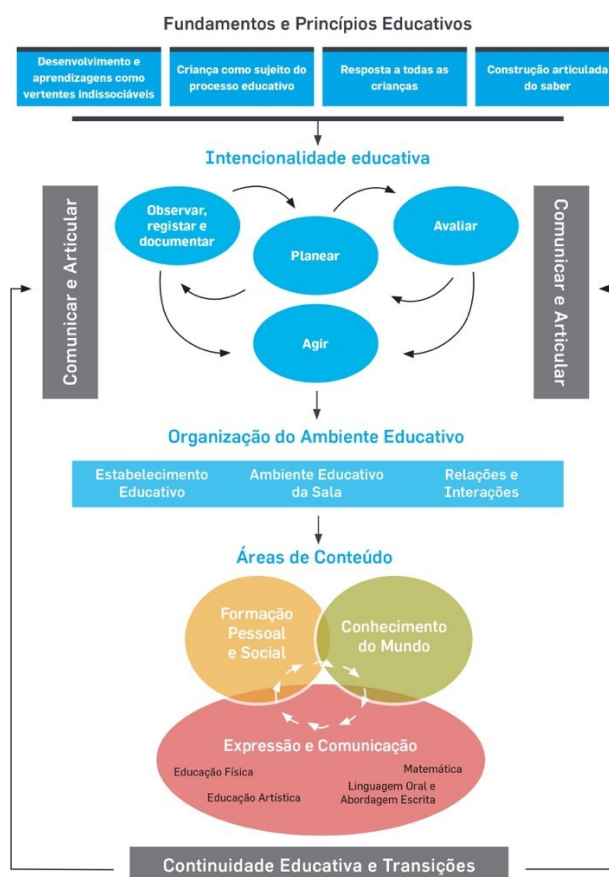 Fundamentos e Princípios Educativos
Desenvolvimento e
aprendizagens como
vertentes indissociáveis
Criança como sujeito do
processo educativo
Resposta a todas as
crianças
Construção articulada
do saber
Intencionalidade educativa
Comunicar e Articular
Observar,
registar e
documentar
Planear
Avaliar
Agir
Comunicar e Articular
Organização do Ambiente Educativo
Estabelecimento
Educativo
Ambiente Educativo
da Sala
Relações e
Interações
Áreas de Conteúdo
Formação
Pessoal
e Social
Conhecimento
do Mundo
Expressão e Comunicação
Educação Física
Educação Artística
Matemática
Linguagem Oral e
Abordagem Escrita
Continuidade Educativa e Transições